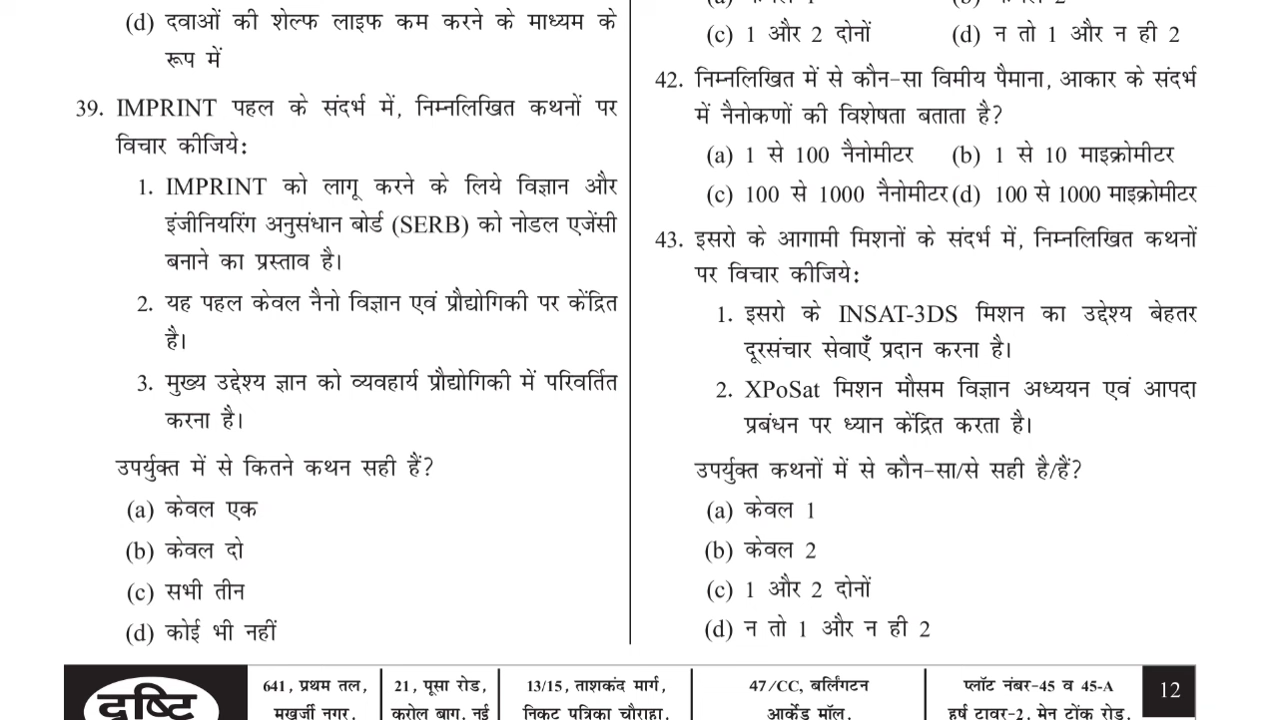 (d) दवाओं की शेल्फ लाइफ कम करने के माध्यम के
रूप में
39. IMPRINT पहल के संदर्भ में, निम्नलिखित कथनों पर
विचार कीजिये:
1. IMPRINT को लागू करने के लिये विज्ञान और
इंजीनियरिंग अनुसंधान बोर्ड (SERB) को नोडल एजेंसी
बनाने का प्रस्ताव है।
2. यह पहल केवल नैनो विज्ञान एवं प्रौद्योगिकी पर केंद्रित
है।
3. मुख्य उद्देश्य ज्ञान को व्यवहार्य प्रौद्योगिकी में परिवर्तित
करना है।
उपर्युक्त में से कितने कथन सही हैं?
(a) केवल एक
(b) केवल दो
(c) सभी तीन
(d) कोई भी नहीं
(c) 1 और 2 दोनों (d) न तो 1 और न ही 2
42. निम्नलिखित में से कौन-सा विमीय पैमाना, आकार के संदर्भ
में नैनोकणों की विशेषता बताता है?
(a) 1 से 100 नैनोमीटर (b) 1 से 10 माइक्रोमीटर
(c) 100 से 1000 नैनोमीटर (d) 100 से 1000 माइक्रोमीटर
43. इसरो के आगामी मिशनों के संदर्भ में, निम्नलिखित कथनों
पर विचार कीजिये:
1. इसरो के INSAT-3DS मिशन का उद्देश्य बेहतर
दूरसंचार सेवाएँ प्रदान करना है।
2. XPoSat मिशन मौसम विज्ञान अध्ययन एवं आपदा
प्रबंधन पर ध्यान केंद्रित करता है।
उपर्युक्त कथनों में से कौन-सा/से सही है/हैं?
(a) केवल 1
(b) केवल 2
(c) 1 और 2 दोनों
(d) न तो 1 और न ही 2
दृष्टि
641, प्रथम तल,
मुखर्जी नगर,
21, पूसा रोड,
करोल बाग, नई
13/15, ताशकंद मार्ग,
निकट पत्रिका चौराहा,
47/CC, बर्लिंगटन
आर्केड मॉल,
प्लॉट नंबर-45 व 45-A
हर्ष टावर-2, मेन टोंक रोड,
12